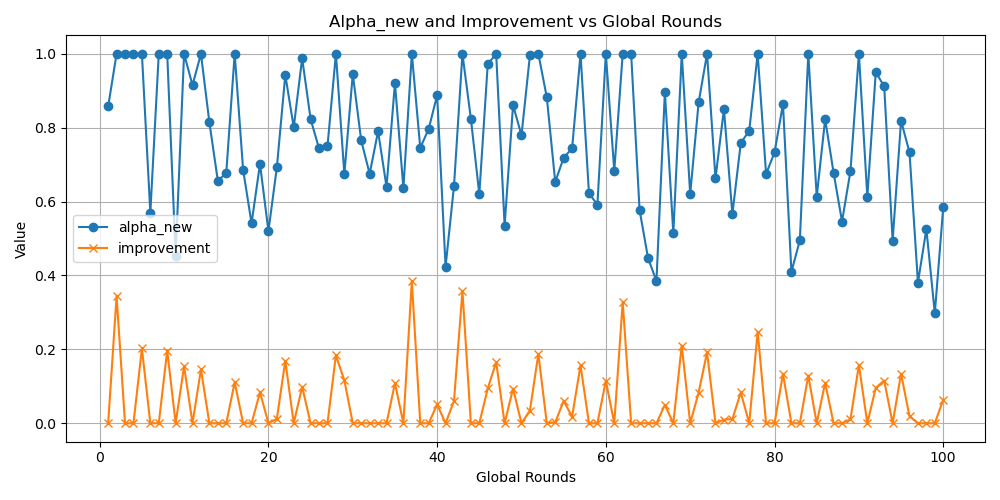 Alpha_new and Improvement vs Global Rounds
Value
1.0
0.8
0.6
0.4
0.2
0.0
alpha_new
improvement
0
20
40
60
80
100
Global Rounds